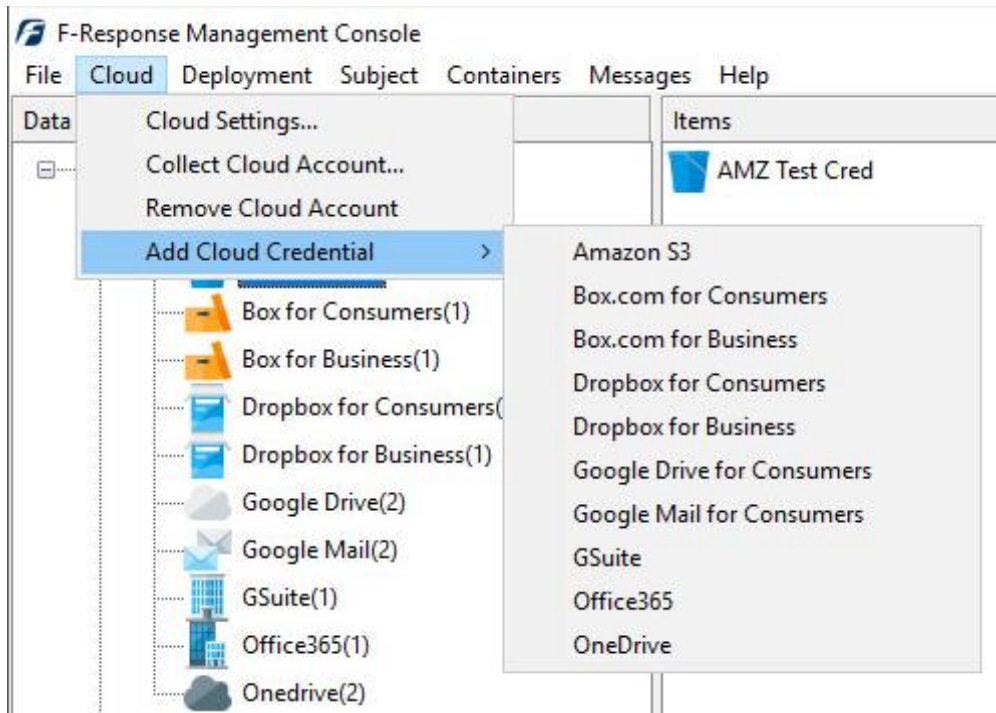 F-Response Management Console
File Cloud Deployment Subject Containers Messages Help
Data
Items
Cloud Settings...
Collect Cloud Account...
Remove Cloud Account
Add Cloud Credential >
AMZ Test Cred
Amazon S3
Box.com for Consumers
Box.com for Business
Dropbox for Consumers
Dropbox for Business
Google Drive for Consumers
Google Mail for Consumers
GSuite
Office365
OneDrive
Box for Consumers(1)
Box for Business(1)
Dropbox for Consumers(
Dropbox for Business(1)
Google Drive(2)
Google Mail(2)
GSuite(1)
Office365(1)
Onedrive(2)